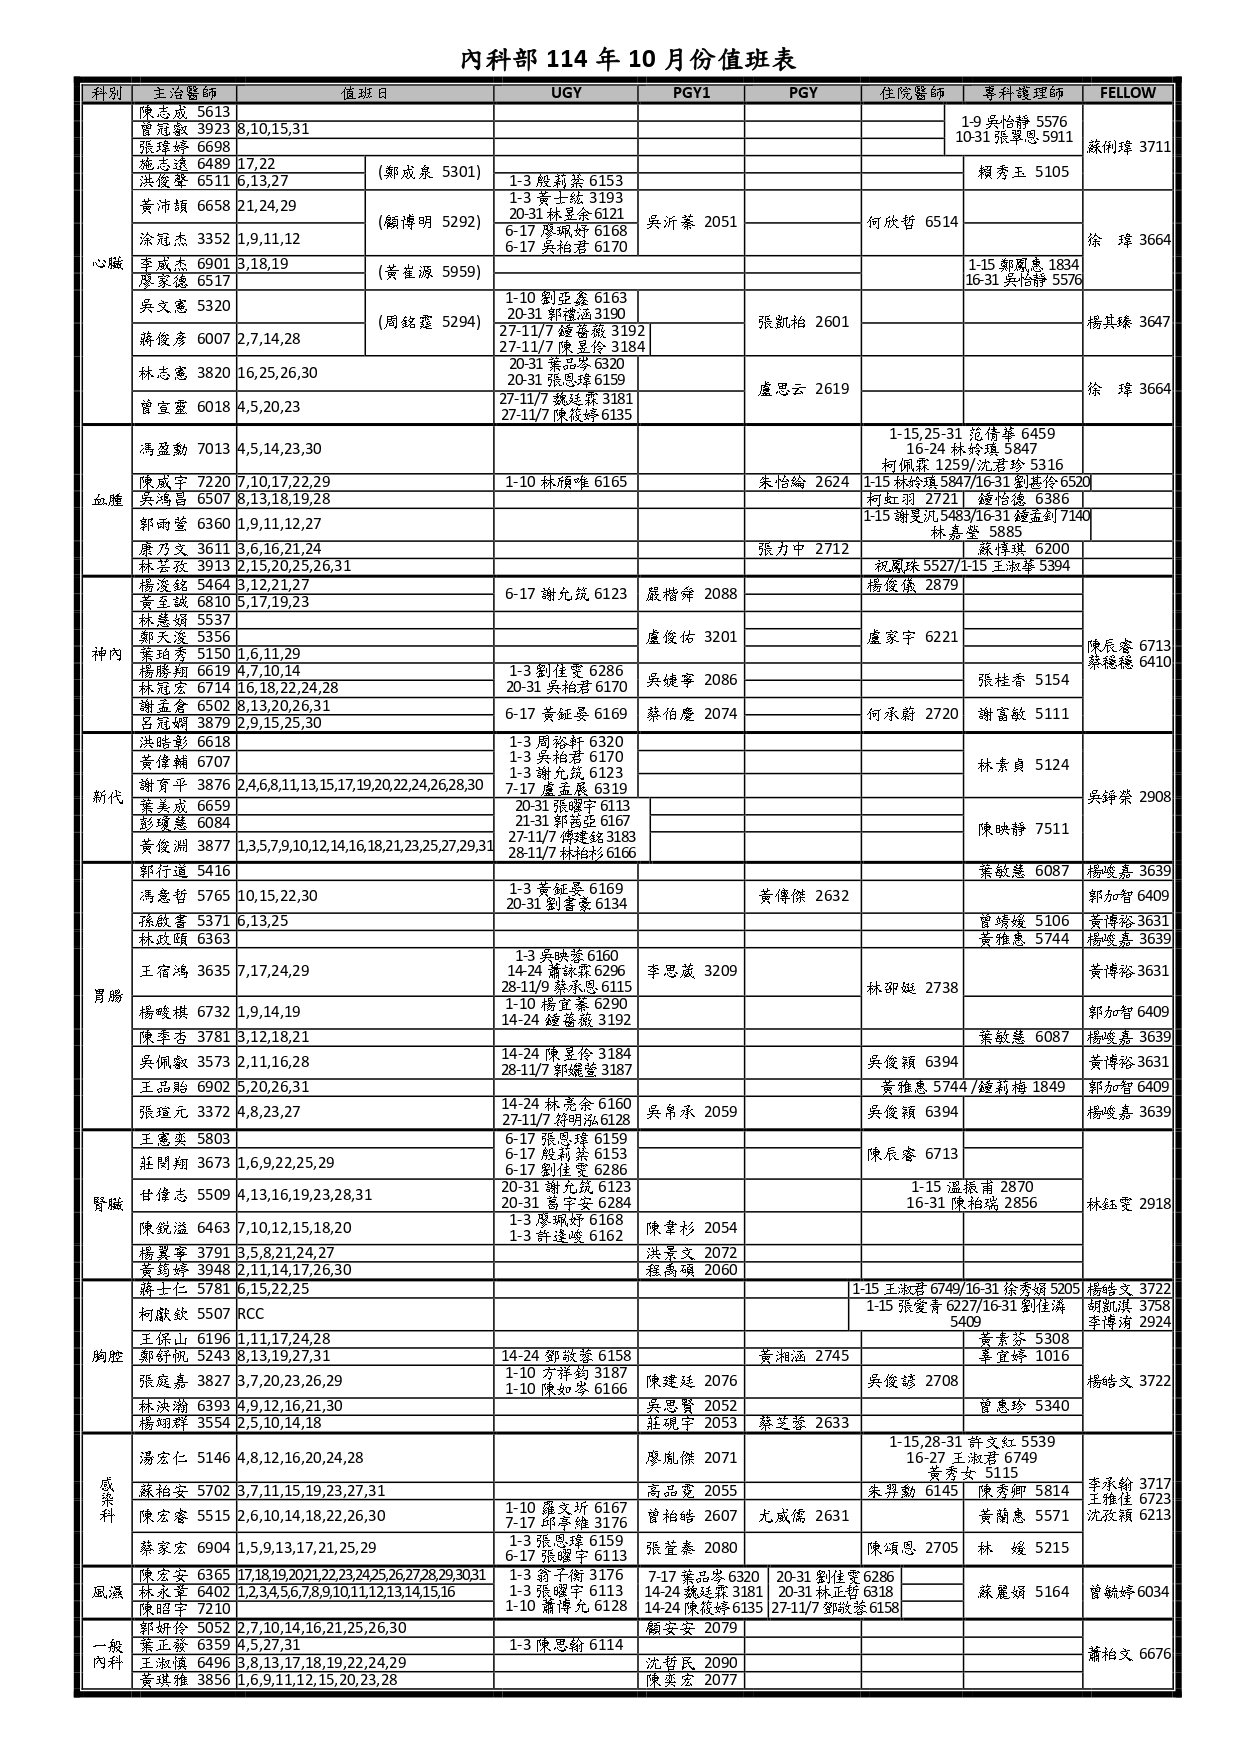 內科部 114 年 10 月份值班表
科別 主治醫師 值班日 UGY PGY1 PGY 住院醫師 專科護理師 FELLOW
心臟
陳志成 5613
曾冠叡 3923 8,10,15,31
張瑋婷 6698
1-9 吳怡靜 5576
10-31 張翠恩 5911
蘇俐瑋 3711
施志遠 6489 17,22
洪俊聲 6511 6,13,27
(鄭成泉 5301)
1-3 殷莉棻 6153
賴秀玉 5105
黃沛頡 6658 21,24,29
涂冠杰 3352 1,9,11,12
(顧博明 5292)
1-3 黃士紘 3193
20-31 林昱余 6121
6-17 廖珮妤 6168
6-17 吳柏君 6170
吳沂蓁 2051
何欣哲 6514
徐 瑋 3664
李威杰 6901 3,18,19
廖家德 6517
(黃崔源 5959)
1-15 鄭鳳惠 1834
16-31 吳怡靜 5576
吳文憲 5320
蔣俊彥 6007 2,7,14,28
(周銘霆 5294)
1-10 劉亞鑫 6163
20-31 郭禮涵 3190
27-11/7 鍾薔薇 3192
27-11/7 陳昱伶 3184
張凱柏 2601
楊其臻 3647
林志憲 3820 16,25,26,30
曾宣靈 6018 4,5,20,23
20-31 葉品岑 6320
20-31 張恩瑋 6159
27-11/7 魏廷霖 3181
27-11/7 陳筱婷 6135
盧思云 2619
徐 瑋 3664
血腫
馮盈勳 7013 4,5,14,23,30
1-15,25-31 范倩華 6459
16-24 林姈瑱 5847
柯佩霖 1259/沈君珍 5316
陳威宇 7220 7,10,17,22,29
1-10 林頎唯 6165
朱怡綸 2624
1-15 林姈瑱 5847/16-31 劉甚伶 6520
吳鴻昌 6507 8,13,18,19,28
柯虹羽 2721 鍾怡德 6386
郭雨萱 6360 1,9,11,12,27
1-15 謝旻汎 5483/16-31 鍾孟釗 7140
林嘉瑩 5885
康乃文 3611 3,6,16,21,24
張力中 2712
蘇惇琪 6200
林芸孜 3913 2,15,20,25,26,31
祝鳳珠 5527/1-15 王淑華 5394
神內
楊浚銘 5464 3,12,21,27
黃至誠 6810 5,17,19,23
6-17 謝允筑 6123
嚴楷舜 2088
楊俊儀 2879
陳辰睿 6713
蔡穩穩 6410
林慧娟 5537
鄭天浚 5356
葉珀秀 5150 1,6,11,29
盧俊佑 3201
盧家宇 6221
楊勝翔 6619 4,7,10,14
林冠宏 6714 16,18,22,24,28
1-3 劉佳雯 6286
20-31 吳柏君 6170
吳婕寧 2086
張桂香 5154
謝孟倉 6502 8,13,20,26,31
呂冠嫻 3879 2,9,15,25,30
6-17 黃鉦晏 6169
蔡伯慶 2074
何承蔚 2720
謝富敏 5111
新代
洪晧彰 6618
黃偉輔 6707
謝育平 3876 2,4,6,8,11,13,15,17,19,20,22,24,26,28,30
葉美成 6659
彭瓊慧 6084
黃俊淵 3877 1,3,5,7,9,10,12,14,16,18,21,23,25,27,29,31
1-3 周裕軒 6320
1-3 吳柏君 6170
1-3 謝允筑 6123
7-17 盧孟展 6319
20-31 張曜宇 6113
21-31 郭茜亞 6167
27-11/7 傅建銘 3183
28-11/7 林柏杉 6166
林素貞 5124
陳映靜 7511
吳錚榮 2908
胃腸
郭行道 5416
葉敏慧 6087 楊峻嘉 3639
馮意哲 5765 10,15,22,30
1-3 黃鉦晏 6169
20-31 劉書豪 6134
黃傳傑 2632
郭加智 6409
孫啟書 5371 6,13,25
曾靖媛 5106 黃博裕 3631
林政頤 6363
黃雅惠 5744 楊峻嘉 3639
王宿鴻 3635 7,17,24,29
1-3 吳映蓉 6160
14-24 蕭詠霖 6296
28-11/9 蔡承恩 6115
李思葳 3209
林邵娗 2738
黃博裕 3631
楊畯棋 6732 1,9,14,19
1-10 楊宜蓁 6290
14-24 鍾薔薇 3192
郭加智 6409
陳季杏 3781 3,12,18,21
葉敏慧 6087 楊峻嘉 3639
吳佩叡 3573 2,11,16,28
14-24 陳昱伶 3184
28-11/7 郭孋萱 3187
吳俊穎 6394
黃博裕 3631
王品貽 6902 5,20,26,31
黃雅惠 5744 /鍾莉梅 1849 郭加智 6409
張瑄元 3372 4,8,23,27
14-24 林亮余 6160
27-11/7 符明泓 6128
吳帛承 2059
吳俊穎 6394
楊峻嘉 3639
腎臟
王憲奕 5803
莊閔翔 3673 1,6,9,22,25,29
6-17 張恩瑋 6159
6-17 殷莉棻 6153
6-17 劉佳雯 6286
陳辰睿 6713
林鈺雯 2918
甘偉志 5509 4,13,16,19,23,28,31
20-31 謝允筑 6123
20-31 葛宇安 6284
1-15 溫振甫 2870
16-31 陳柏瑞 2856
陳銳溢 6463 7,10,12,15,18,20
1-3 廖珮妤 6168
1-3 許逢峻 6162
陳韋杉 2054
楊翼寧 3791 3,5,8,21,24,27
洪景文 2072
黃筠婷 3948 2,11,14,17,26,30
程禹碩 2060
胸腔
蔣士仁 5781 6,15,22,25
1-15 王淑君 6749/16-31 徐秀娟 5205 楊皓文 3722
柯獻欽 5507 RCC
1-15 張愛青 6227/16-31 劉佳潾
5409
胡凱淇 3758
李博洧 2924
王保山 6196 1,11,17,24,28
黃素芬 5308
鄭舒帆 5243 8,13,19,27,31
14-24 鄧敬蓉 6158
黃湘涵 2745
辜宜婷 1016
張庭嘉 3827 3,7,20,23,26,29
1-10 方祥鈞 3187
1-10 陳如岑 6166
陳建廷 2076
吳俊諺 2708
楊皓文 3722
林泱瀚 6393 4,9,12,16,21,30
吳思賢 2052
曾惠珍 5340
楊翊群 3554 2,5,10,14,18
莊硯宇 2053 蔡芝蓉 2633
感染科
湯宏仁 5146 4,8,12,16,20,24,28
廖胤傑 2071
1-15,28-31 許文紅 5539
16-27 王淑君 6749
黃秀女 5115
李承翰 3717
王雅佳 6723
沈孜穎 6213
蘇柏安 5702 3,7,11,15,19,23,27,31
高品霓 2055
朱羿勳 6145 陳秀卿 5814
陳宏睿 5515 2,6,10,14,18,22,26,30
1-10 羅文圻 6167
7-17 邱亭維 3176
曾柏皓 2607 尤威儒 2631
黃蘭惠 5571
蔡家宏 6904 1,5,9,13,17,21,25,29
1-3 張恩瑋 6159
6-17 張曜宇 6113
張萱泰 2080
陳頌恩 2705 林 媛 5215
風濕
陳宏安 6365 17,18,19,20,21,22,23,24,25,26,27,28,29,30,31
林永章 6402 1,2,3,4,5,6,7,8,9,10,11,12,13,14,15,16
陳昭宇 7210
1-3 翁子衡 3176
1-3 張曜宇 6113
1-10 蕭博允 6128
7-17 葉品岑 6320
14-24 魏廷霖 3181
14-24 陳筱婷 6135
20-31 劉佳雯 6286
20-31 林正哲 6318
27-11/7 鄧敬蓉 6158
蘇麗娟 5164
曾毓婷 6034
一般
內科
郭妍伶 5052 2,7,10,14,16,21,25,26,30
顧安安 2079
葉正發 6359 4,5,27,31
1-3 陳思翰 6114
王淑慎 6496 3,8,13,17,18,19,22,24,29
沈哲民 2090
黃琪雅 3856 1,6,9,11,12,15,20,23,28
陳奕宏 2077
蕭柏文 6676